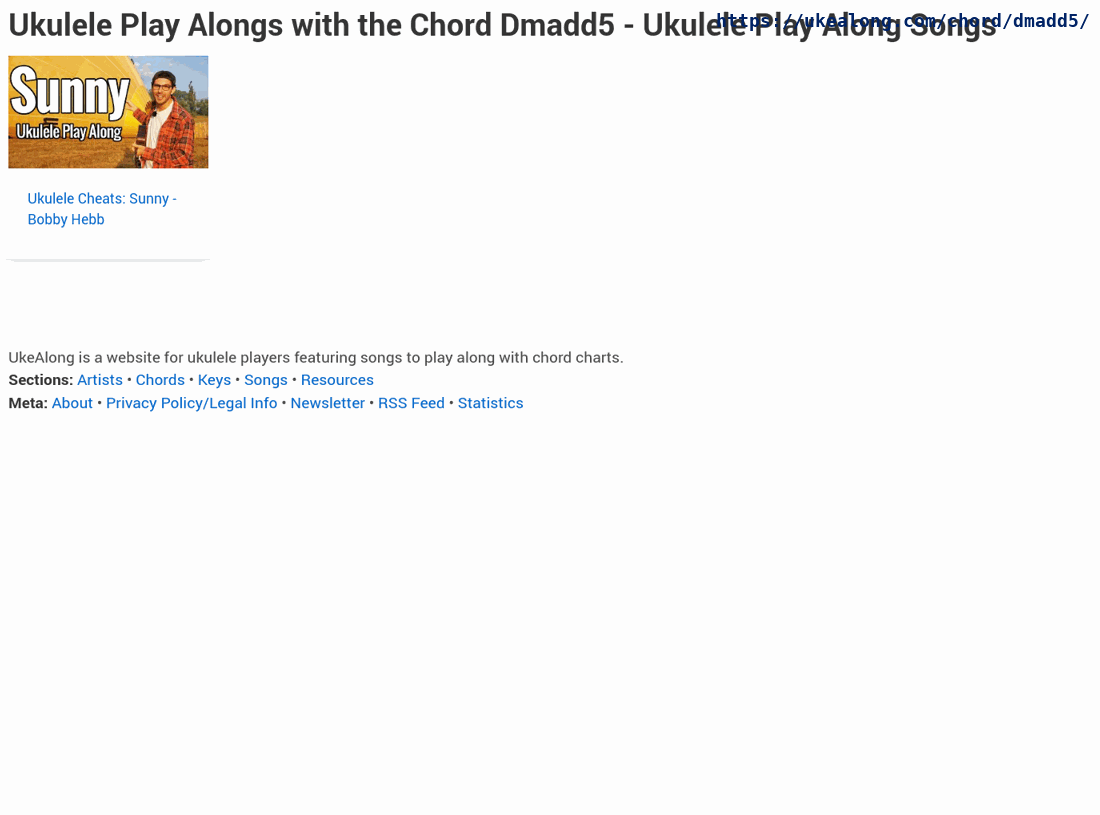 Ukulele Play Alongs with the Chord Dmadd5 - Ukulele Play Along Songs
https://ukealong.com/chord/dmadd5/
Sunny
Ukulele Play Along
Ukulele Cheats: Sunny -
Bobby Hebb
UkeAlong is a website for ukulele players featuring songs to play along with chord charts.
Sections: Artists • Chords • Keys • Songs • Resources
Meta: About • Privacy Policy/Legal Info • Newsletter • RSS Feed • Statistics